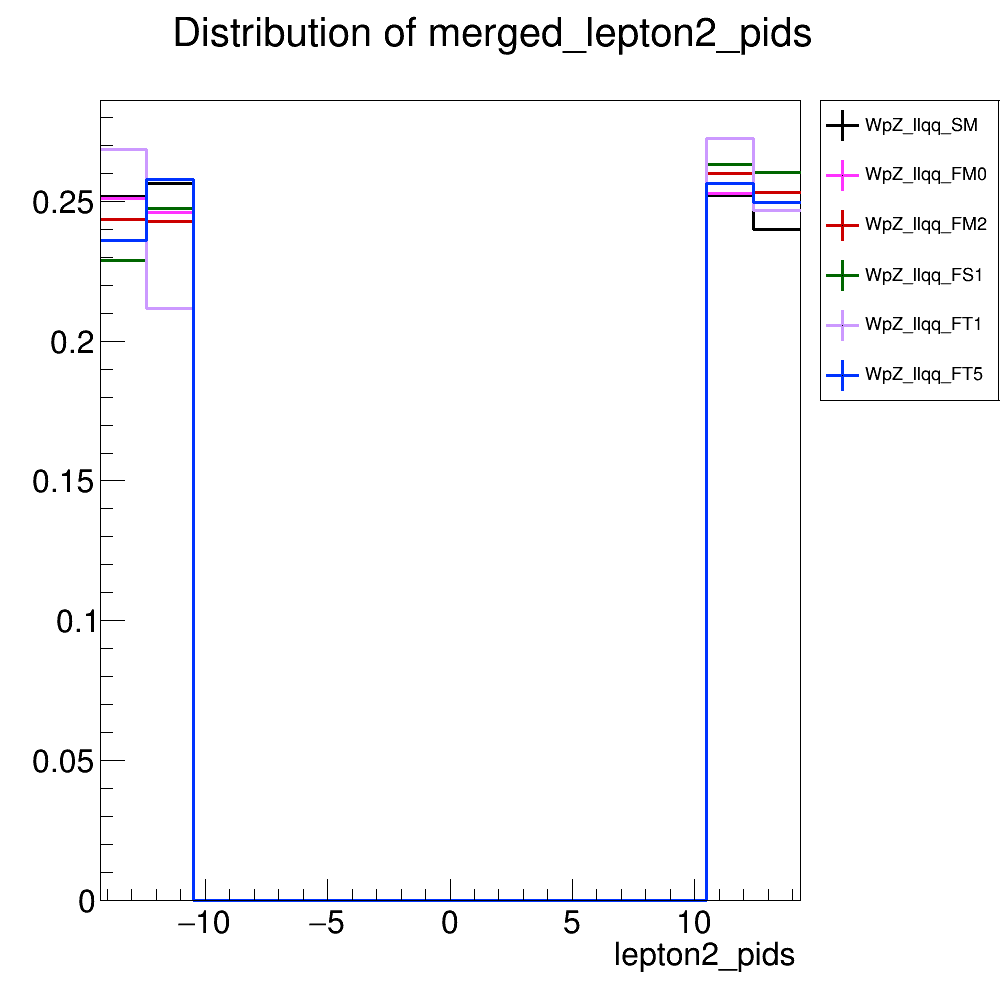 Distribution of merged_lepton2_pids
WpZ_llqq_SM
WpZ_llqq_FM0
WpZ_llqq_FM2
WpZ_llqq_FS1
WpZ_llqq_FT1
WpZ_llqq_FT5
0.25
0.2
0.15
0.1
0.05
0
−10 −5 0 5 10
lepton2_pids